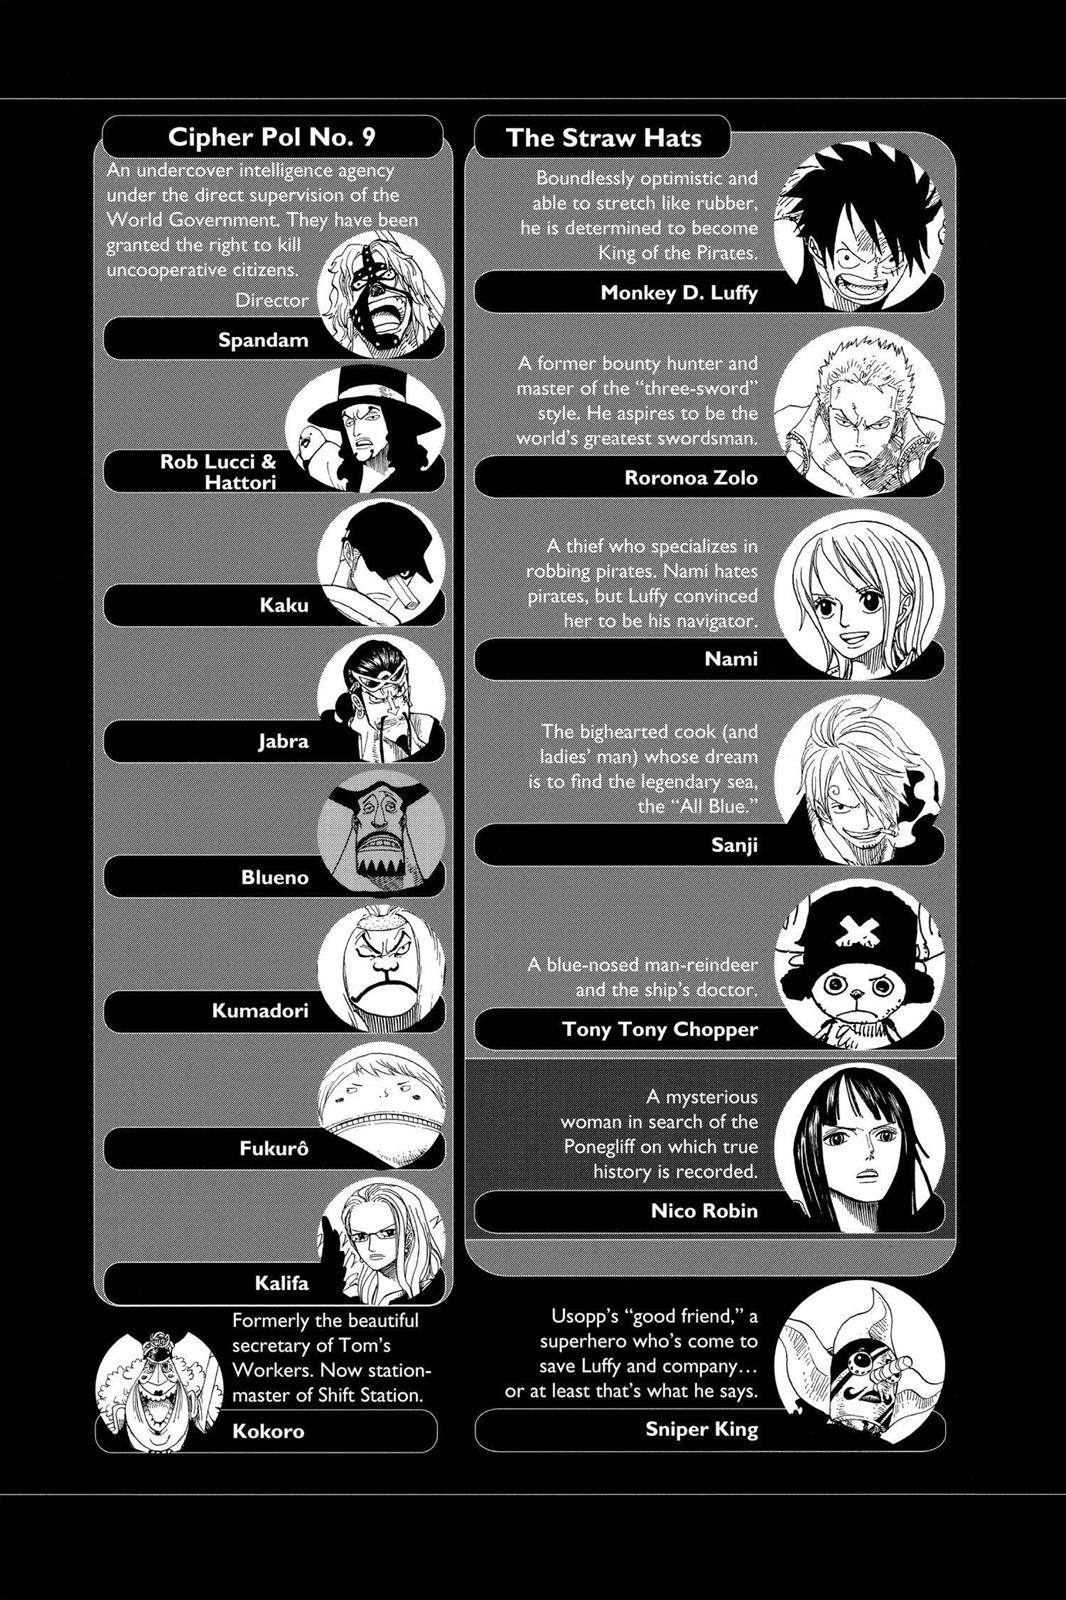 Cipher Pol No. 9
An undercover intelligence agency
under the direct supervision of the
World Government. They have been
granted the right to kill
uncooperative citizens.
Director
Spandam
Rob Lucci &
Hattori
Kaku
Jabra
Blueno
Kumadori
Fukurô
Kalifa
Formerly the beautiful
secretary of Tom's
Workers. Now station-
master of Shift Station.
Kokoro
The Straw Hats
Boundlessly optimistic and
able to stretch like rubber,
he is determined to become
King of the Pirates.
Monkey D. Luffy
A former bounty hunter and
master of the “three-sword”
style. He aspires to be the
world's greatest swordsman.
Roronoa Zolo
A thief who specializes in
robbing pirates. Nami hates
pirates, but Luffy convinced
her to be his navigator.
Nami
The bighearted cook (and
ladies' man) whose dream
is to find the legendary sea,
the “All Blue.”
Sanji
A blue-nosed man-reindeer
and the ship's doctor.
Tony Tony Chopper
A mysterious
woman in search of the
Ponegliff on which true
history is recorded.
Nico Robin
Usopp's “good friend,” a
superhero who's come to
save Luffy and company...
or at least that's what he says.
Sniper King